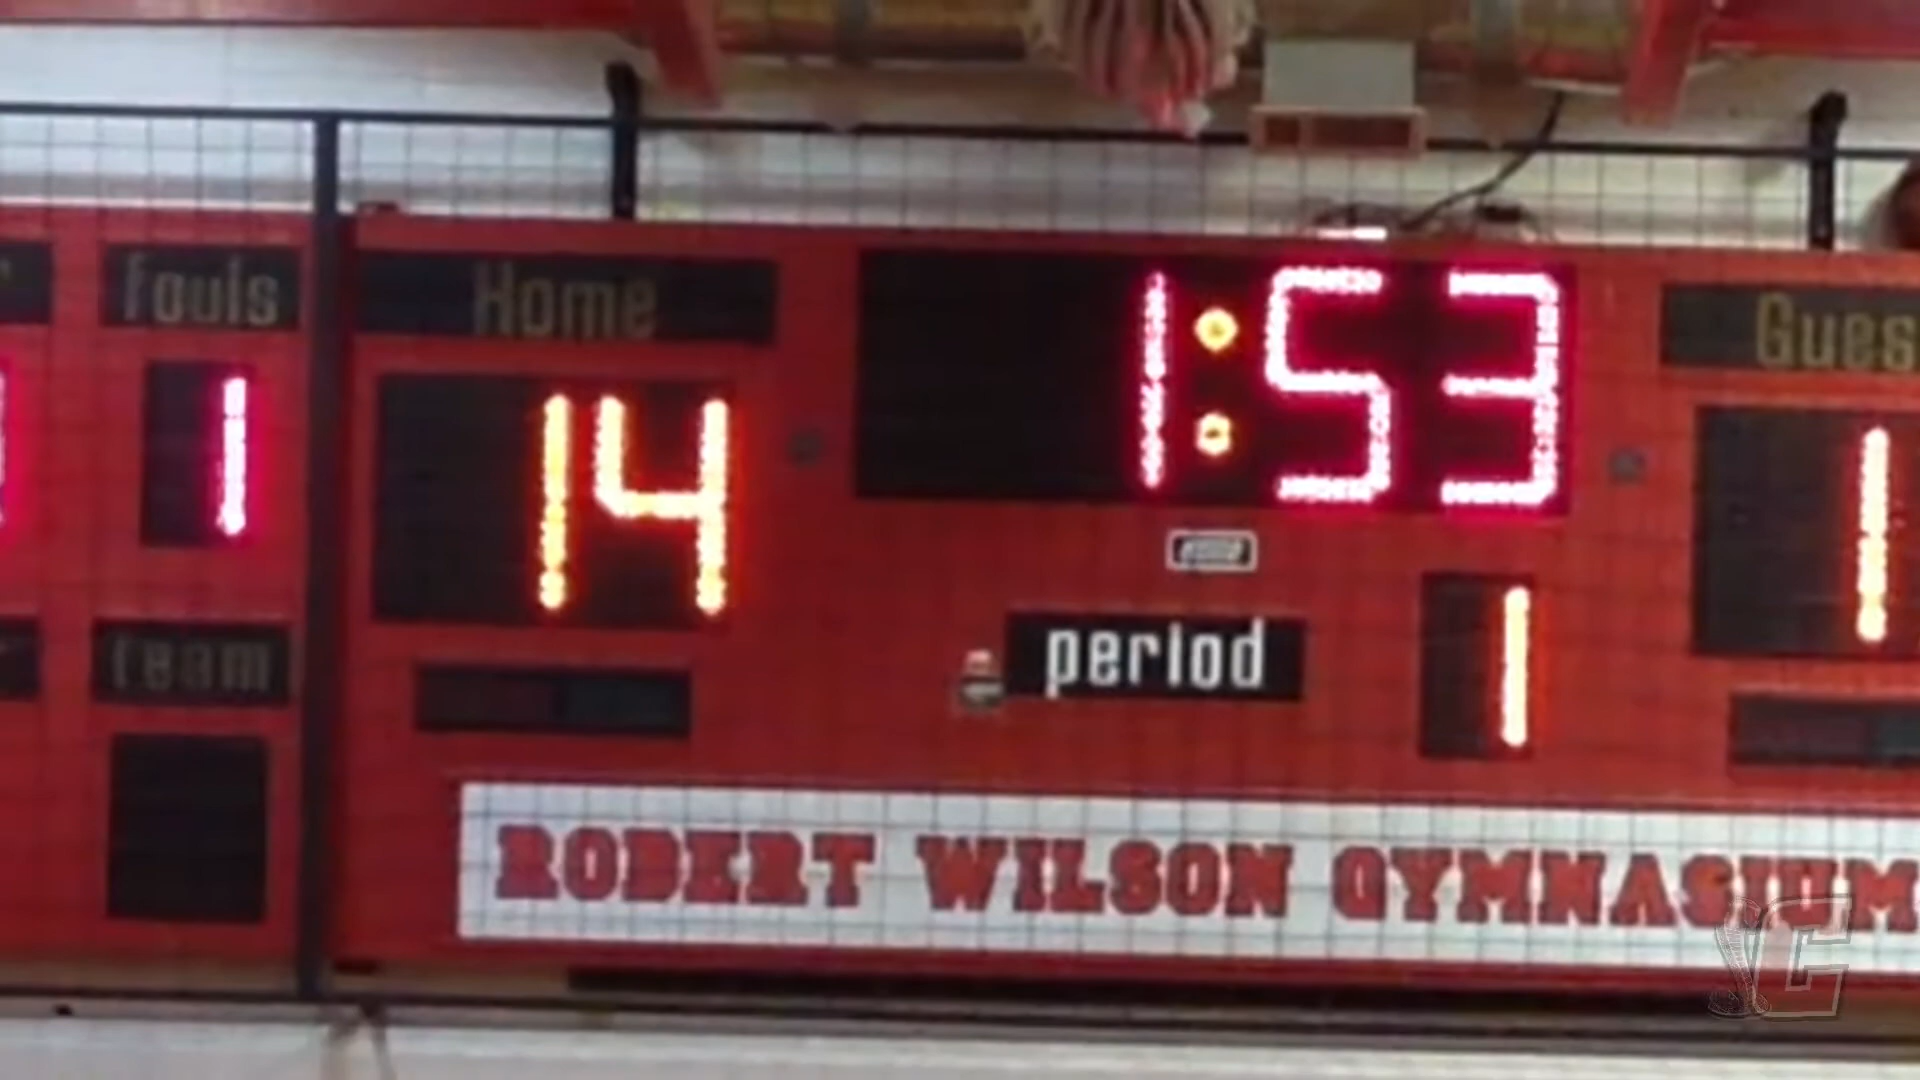 fouls
Home
1:53
Gues
1
14
1
period
1
Team
ROBERT WILSON GYMNASIUM
C